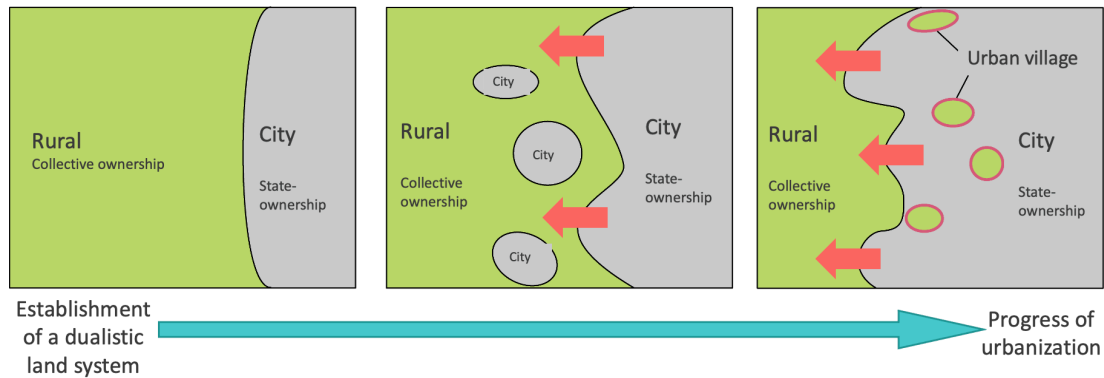 Rural
Collective ownership
City
State-
ownership
Rural
Collective
ownership
City
City
City
City
State-
ownership
Urban village
Rural
Collective
ownership
City
State-
ownership
Establishment
of a dualistic
land system
Progress of
urbanization